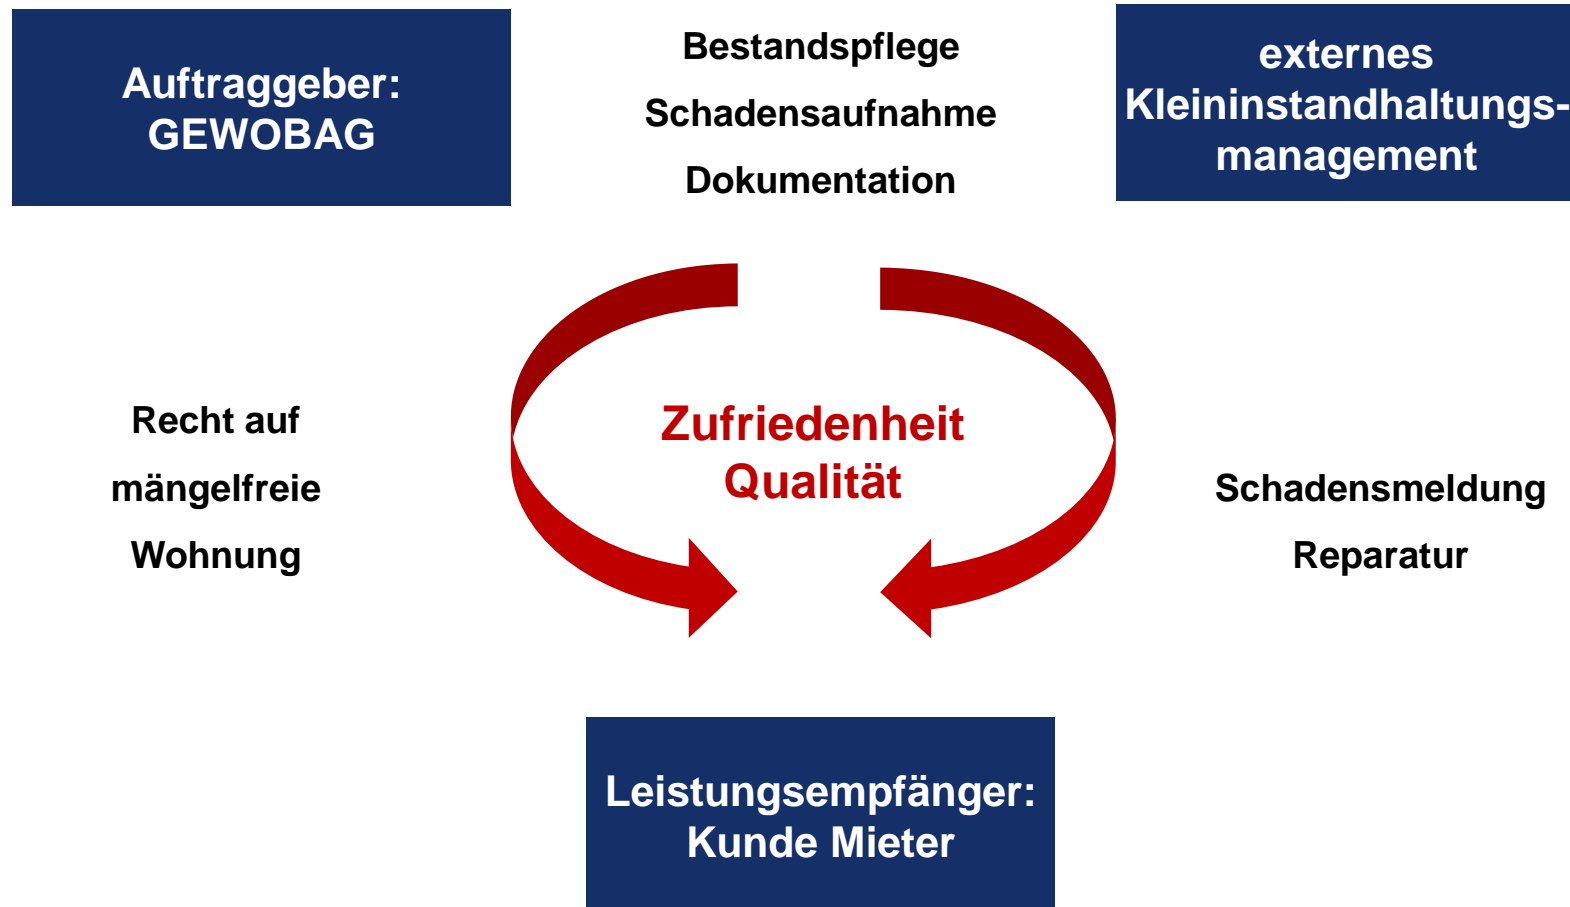 Auftraggeber:
GEWOBAG
Bestandspflege
Schadensaufnahme
Dokumentation
externes
Kleininstandhaltungs-
management
Recht auf
mängelfreie
Wohnung
Zufriedenheit
Qualität
Schadensmeldung
Reparatur
Leistungsempfänger:
Kunde Mieter